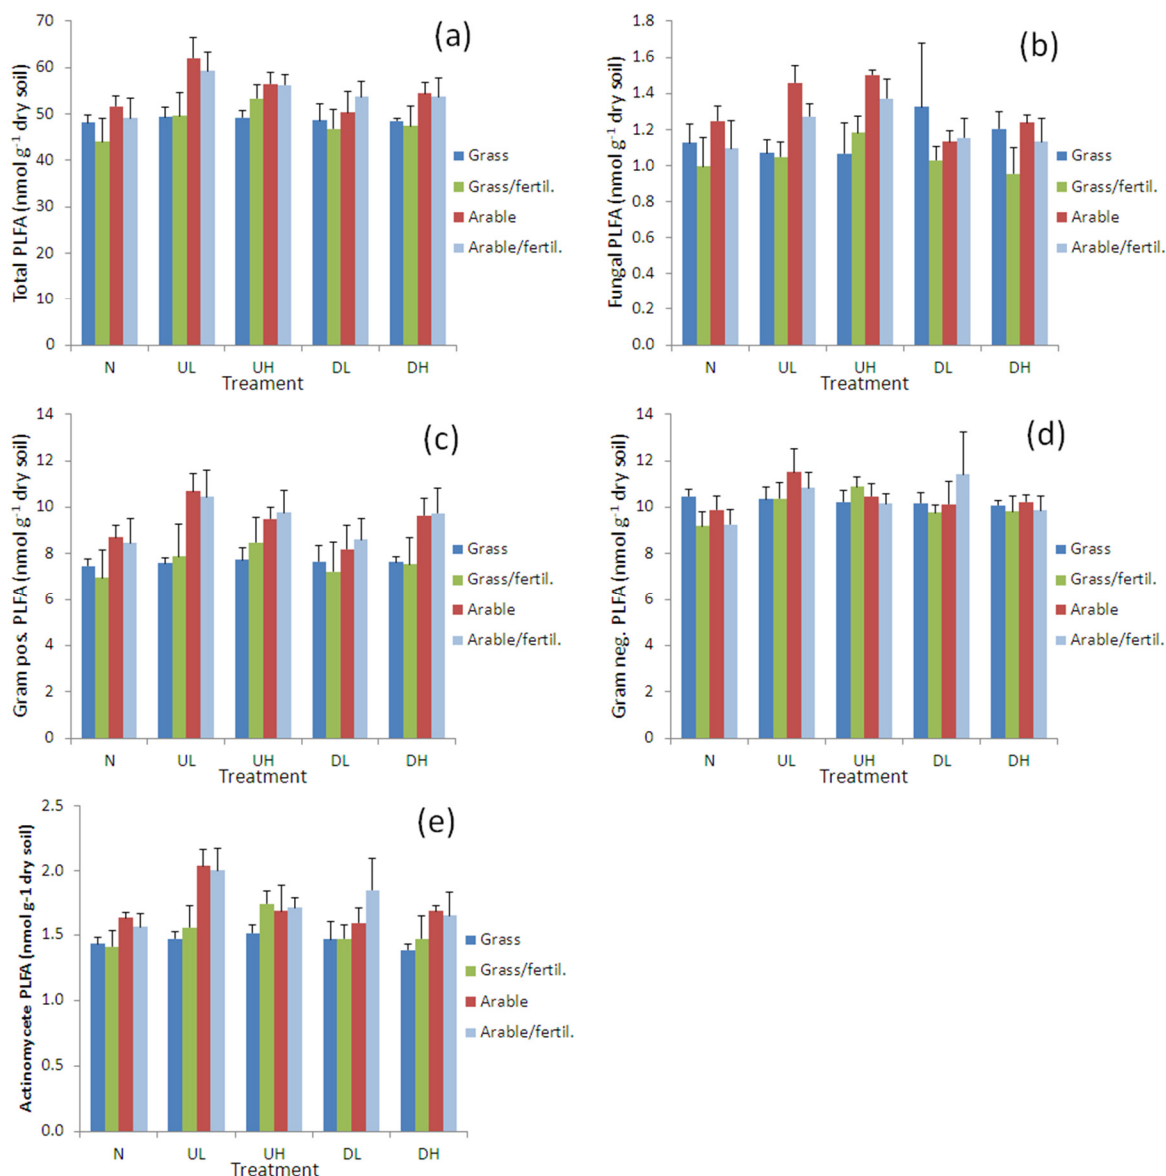 (a)
Total PLFA (nmol g⁻¹ dry soil)
70
60
50
40
30
20
10
0
N UL UH DL DH
Treament
Grass
Grass/fertil.
Arable
Arable/fertil.
(b)
Fungal PLFA (nmol g⁻¹ dry soil)
1.8
1.6
1.4
1.2
1.0
0.8
0.6
0.4
0.2
0.0
N UL UH DL DH
Treatment
Grass
Grass/fertil.
Arable
Arable/fertil.
(c)
Gram pos. PLFA (nmol g⁻¹ dry soil)
14
12
10
8
6
4
2
0
N UL UH DL DH
Treatment
Grass
Grass/fertil.
Arable
Arable/fertil.
(d)
Gram neg. PLFA (nmol g⁻¹ dry soil)
14
12
10
8
6
4
2
0
N UL UH DL DH
Treatment
Grass
Grass/fertil.
Arable
Arable/fertil.
(e)
Actinomycete PLFA (nmol g-1 dry soil)
2.5
2.0
1.5
1.0
0.5
0.0
N UL UH DL DH
Treatment
Grass
Grass/fertil.
Arable
Arable/fertil.